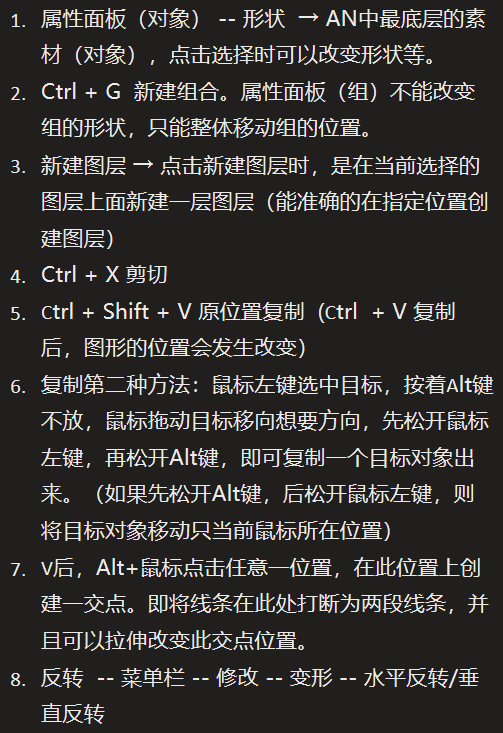 1. 属性面板（对象） -- 形状 → AN中最底层的素
材（对象），点击选择时可以改变形状等。
2. Ctrl + G 新建组合。属性面板（组）不能改变
组的形状，只能整体移动组的位置。
3. 新建图层 → 点击新建图层时，是在当前选择的
图层上面新建一层图层（能准确的在指定位置创
建图层）
4. Ctrl + X 剪切
5. Ctrl + Shift + V 原位置复制（Ctrl + V 复制
后，图形的位置会发生改变）
6. 复制第二种方法：鼠标左键选中目标，按着Alt键
不放，鼠标拖动目标移向想要方向，先松开鼠标
左键，再松开Alt键，即可复制一个目标对象出
来。（如果先松开Alt键，后松开鼠标左键，则
将目标对象移动只当前鼠标所在位置）
7. V后，Alt+鼠标点击任意一位置，在此位置上创
建一交点。即将线条在此处打断为两段线条，并
且可以拉伸改变此交点位置。
8. 反转 -- 菜单栏 -- 修改 -- 变形 -- 水平反转/垂
直反转